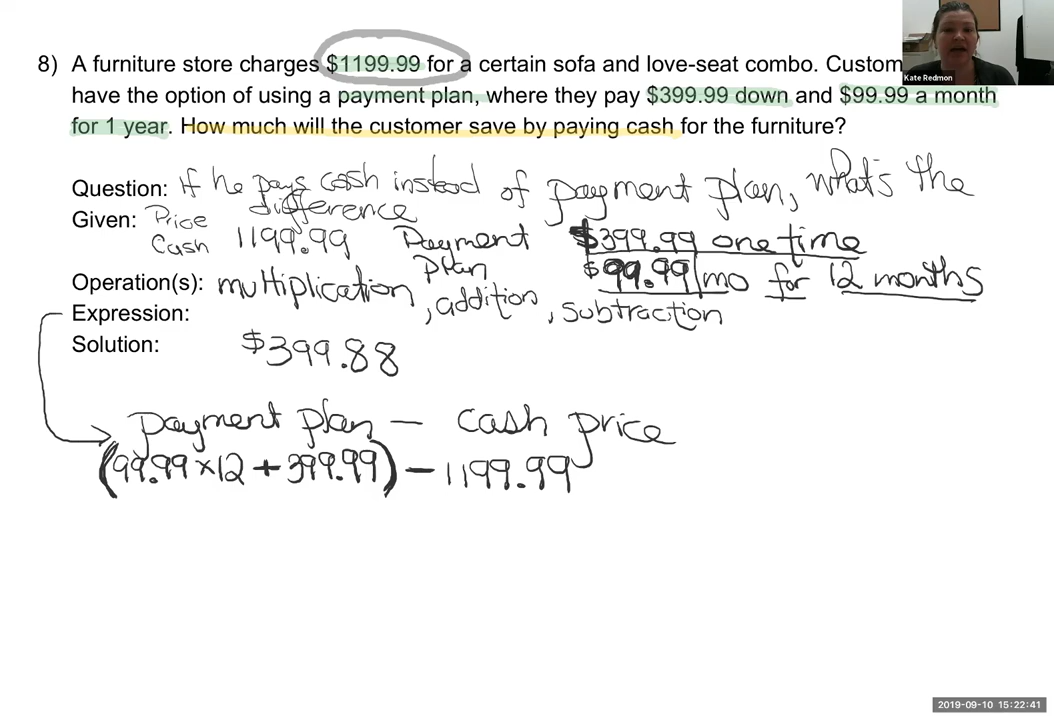 8) A furniture store charges $1199.99 for a certain sofa and love-seat combo. Custom
Kate Redmon
have the option of using a payment plan, where they pay $399.99 down and $99.99 a month
for 1 year. How much will the customer save by paying cash for the furniture?
Question: If he pays cash instead of payment plan, what's the
difference
Given: Price Cash 1199.99 Payment plan $399.99 one time
$99.99/mo for 12 months
Operation(s): multiplication, addition, subtraction
Expression:
Solution: $399.88
payment plan — cash price
(99.99 × 12 + 399.99) — 1199.99
2019-09-10 15:22:41